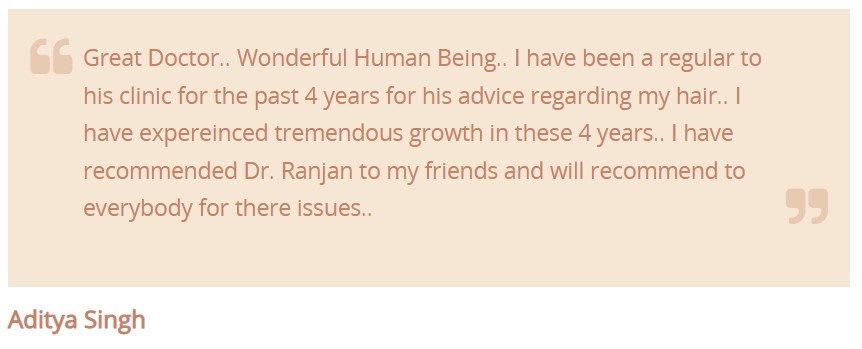 Great Doctor.. Wonderful Human Being.. I have been a regular to
his clinic for the past 4 years for his advice regarding my hair.. I
have expereinced tremendous growth in these 4 years.. I have
recommended Dr. Ranjan to my friends and will recommend to
everybody for there issues..
Aditya Singh